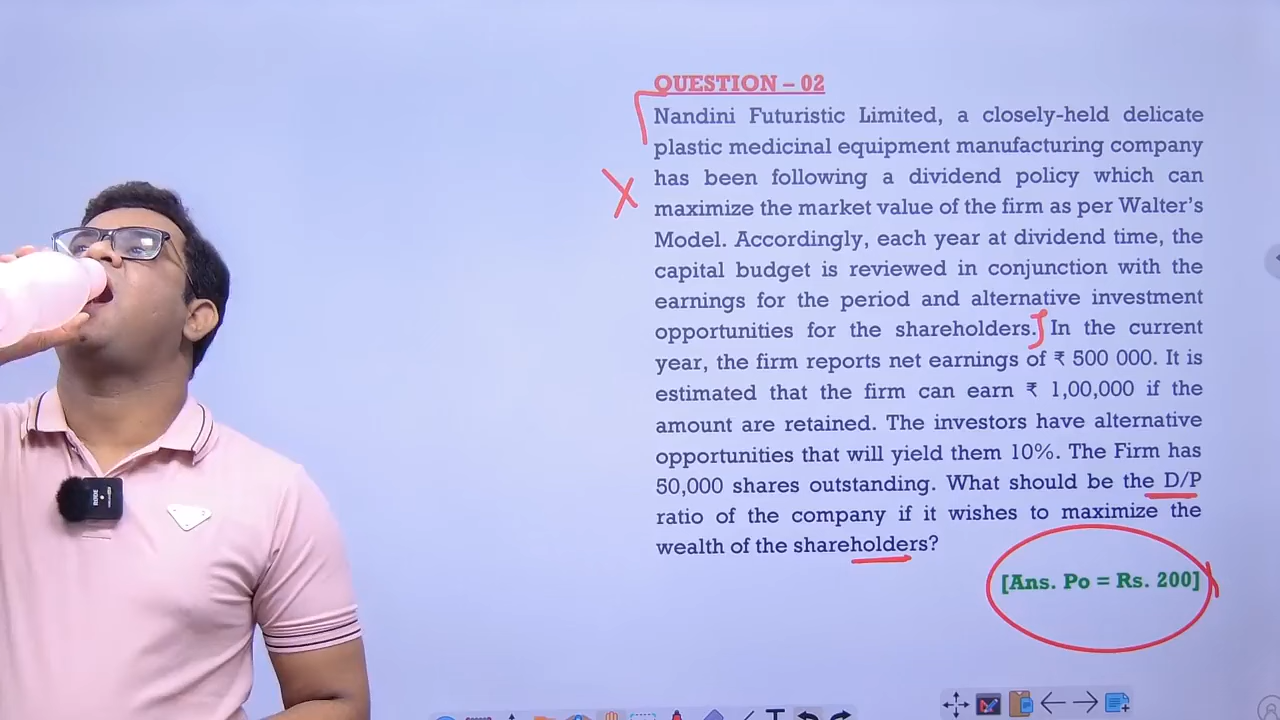 QUESTION – 02
Nandini Futuristic Limited, a closely-held delicate
plastic medicinal equipment manufacturing company
has been following a dividend policy which can
maximize the market value of the firm as per Walter's
Model. Accordingly, each year at dividend time, the
capital budget is reviewed in conjunction with the
earnings for the period and alternative investment
opportunities for the shareholders. In the current
year, the firm reports net earnings of ₹ 500 000. It is
estimated that the firm can earn ₹ 1,00,000 if the
amount are retained. The investors have alternative
opportunities that will yield them 10%. The Firm has
50,000 shares outstanding. What should be the D/P
ratio of the company if it wishes to maximize the
wealth of the shareholders?
[Ans. Po = Rs. 200]
RODE
T